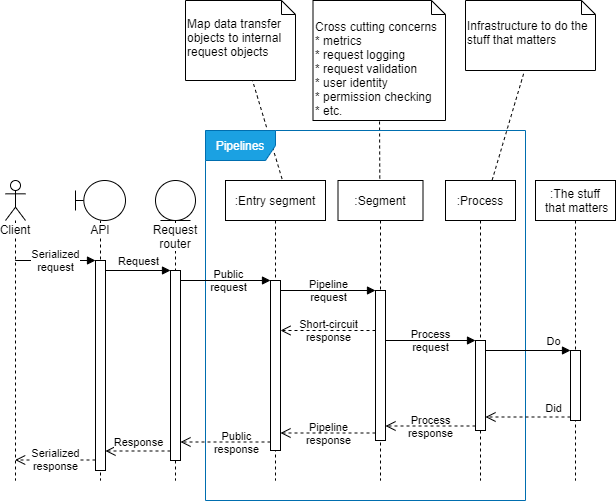 Map data transfer
objects to internal
request objects
Cross cutting concerns
* metrics
* request logging
* request validation
* user identity
* permission checking
* etc.
Infrastructure to do the
stuff that matters
Pipelines
Client
API
Request
router
:Entry segment
:Segment
:Process
:The stuff
that matters
Serialized
request
Request
Public
request
Pipeline
request
Short-circuit
response
Process
request
Do
Did
Process
response
Pipeline
response
Public
response
Response
Serialized
response